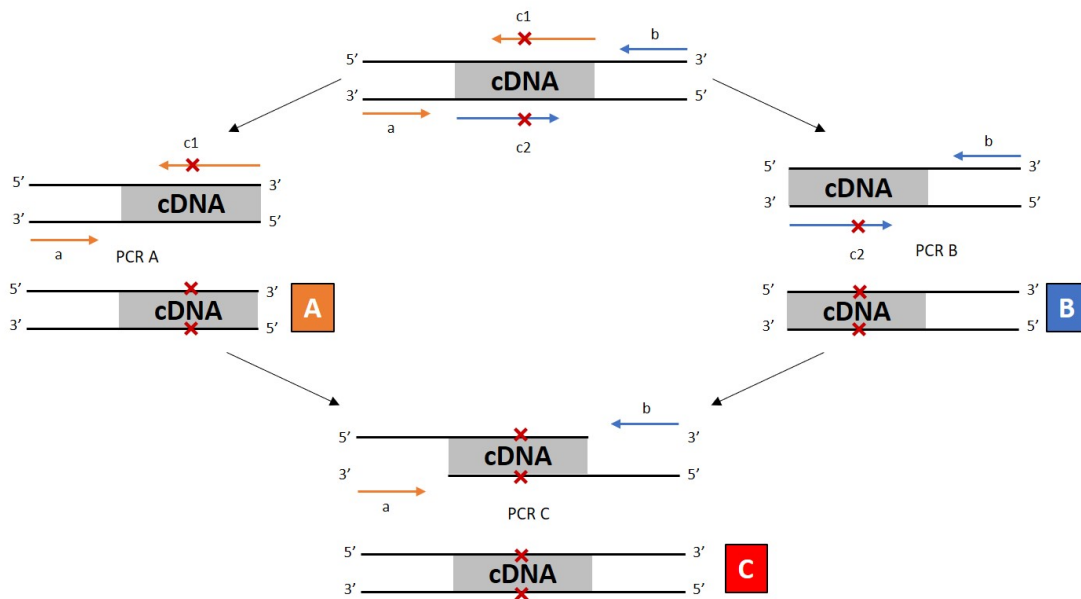 c1
b
5’ 3’
cDNA
3’ 5’
a
c2
c1
5’ 3’
cDNA
3’ 5’
a
PCR A
b
5’ 3’
cDNA
3’ 5’
c2
PCR B
5’ 3’
cDNA
3’ 5’
A
5’ 3’
cDNA
3’ 5’
B
b
5’ 3’
cDNA
3’ 5’
a
PCR C
5’ 3’
cDNA
3’ 5’
C